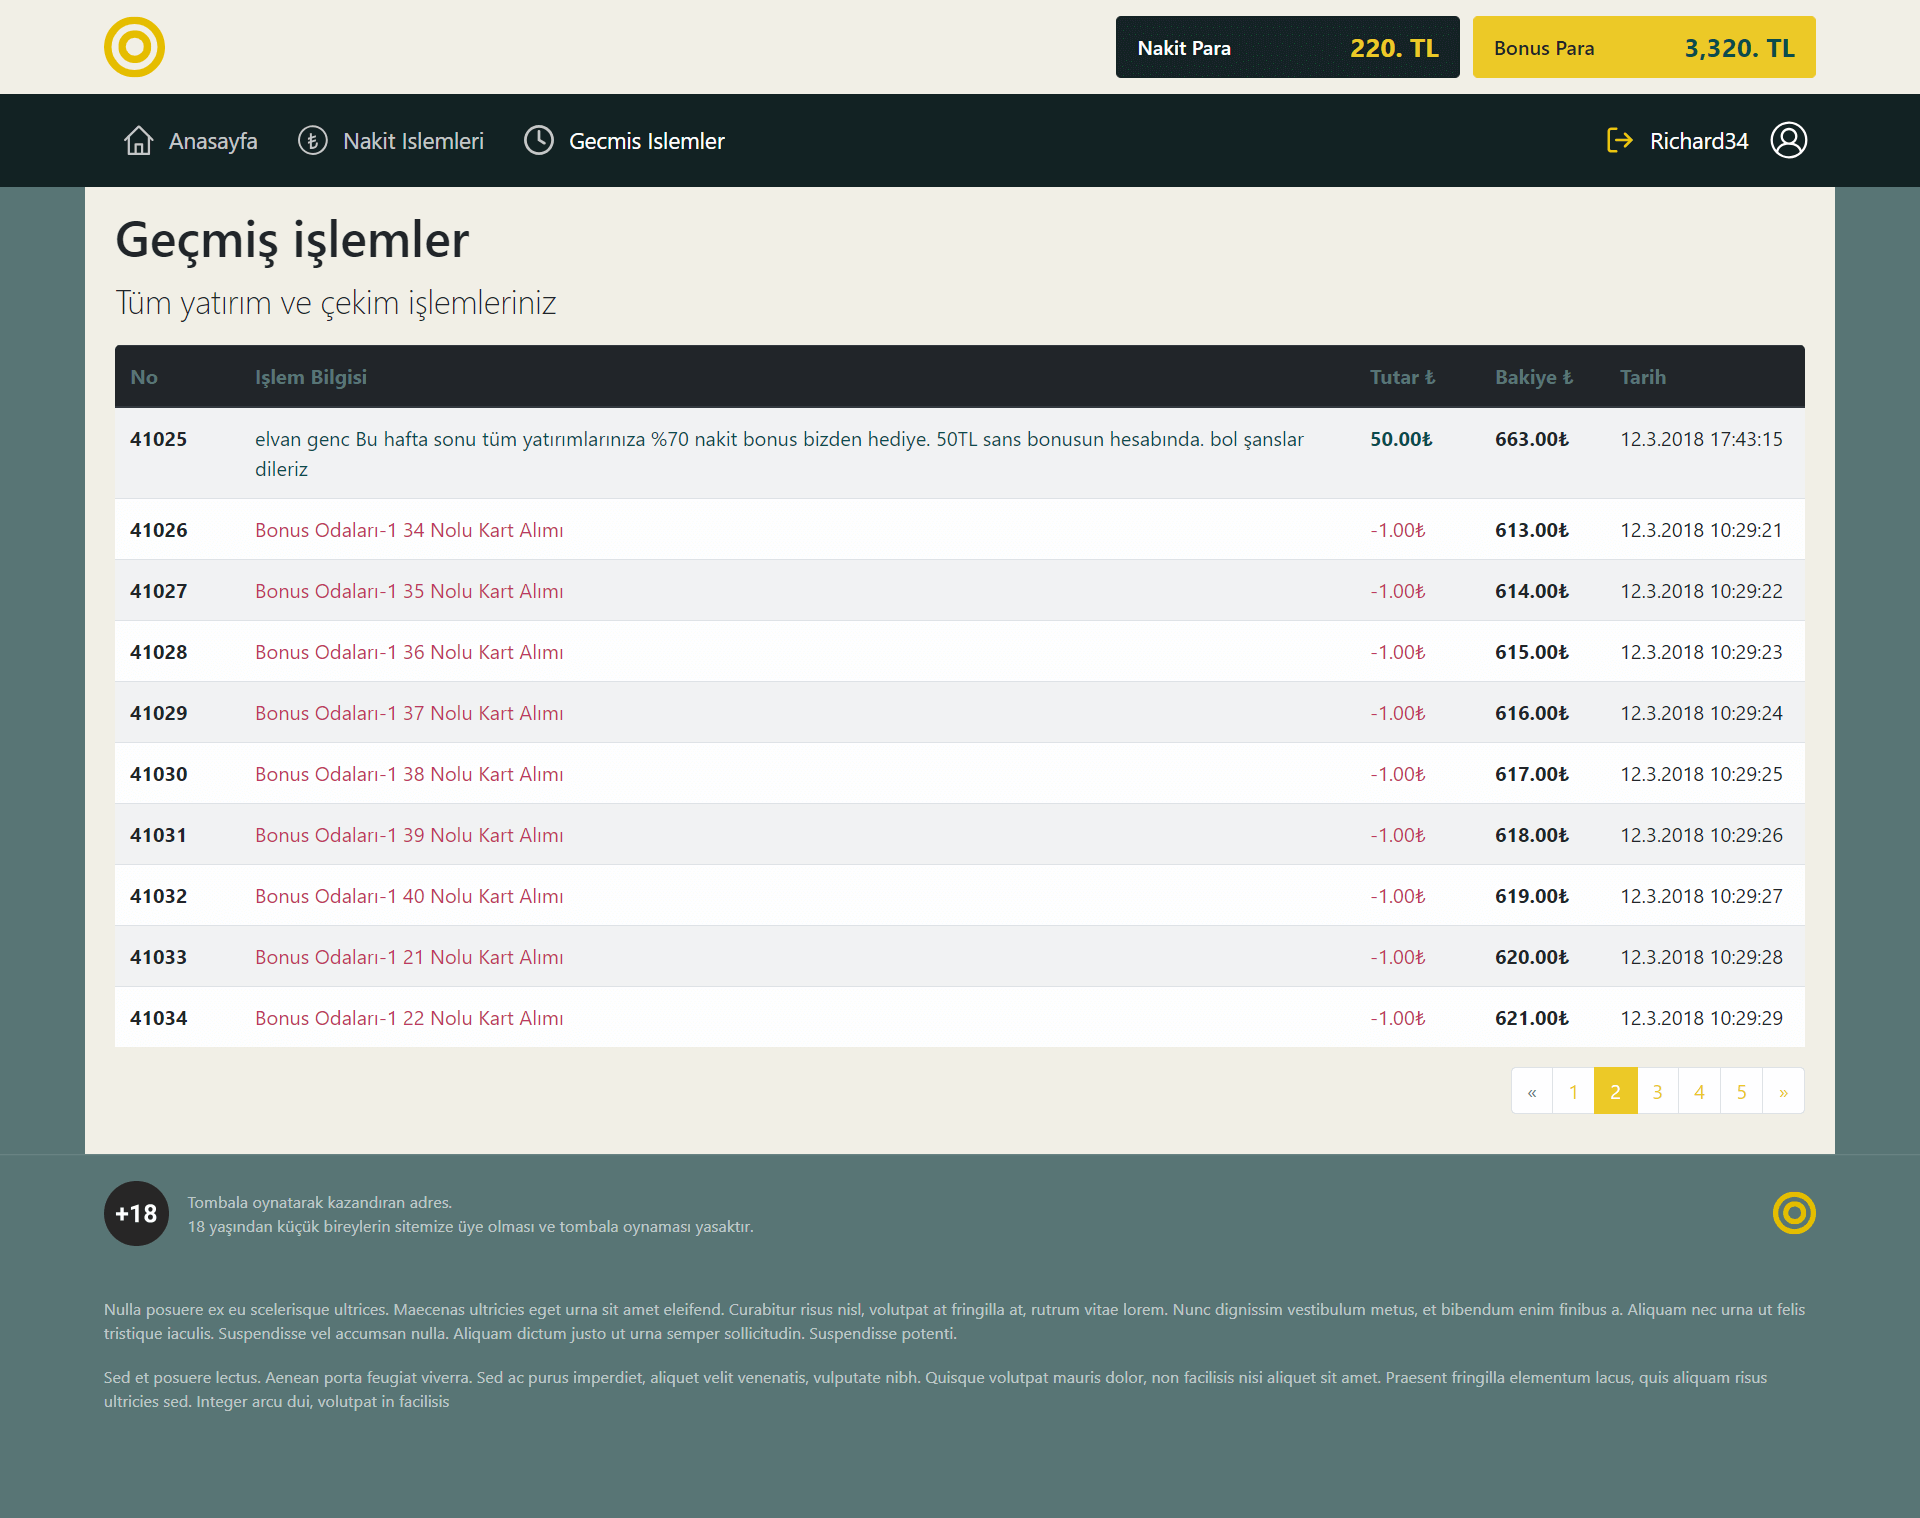 Nakit Para 220. TL Bonus Para 3,320. TL
Anasayfa Nakit Islemleri Gecmis Islemler Richard34
Geçmiş işlemler
Tüm yatırım ve çekim işlemleriniz
No Işlem Bilgisi Tutar ₺ Bakiye ₺ Tarih
41025 elvan genc Bu hafta sonu tüm yatırımlarınıza %70 nakit bonus bizden hediye. 50TL sans bonusun hesabında. bol şanslar 50.00₺ 663.00₺ 12.3.2018 17:43:15
dileriz
41026 Bonus Odaları-1 34 Nolu Kart Alımı -1.00₺ 613.00₺ 12.3.2018 10:29:21
41027 Bonus Odaları-1 35 Nolu Kart Alımı -1.00₺ 614.00₺ 12.3.2018 10:29:22
41028 Bonus Odaları-1 36 Nolu Kart Alımı -1.00₺ 615.00₺ 12.3.2018 10:29:23
41029 Bonus Odaları-1 37 Nolu Kart Alımı -1.00₺ 616.00₺ 12.3.2018 10:29:24
41030 Bonus Odaları-1 38 Nolu Kart Alımı -1.00₺ 617.00₺ 12.3.2018 10:29:25
41031 Bonus Odaları-1 39 Nolu Kart Alımı -1.00₺ 618.00₺ 12.3.2018 10:29:26
41032 Bonus Odaları-1 40 Nolu Kart Alımı -1.00₺ 619.00₺ 12.3.2018 10:29:27
41033 Bonus Odaları-1 21 Nolu Kart Alımı -1.00₺ 620.00₺ 12.3.2018 10:29:28
41034 Bonus Odaları-1 22 Nolu Kart Alımı -1.00₺ 621.00₺ 12.3.2018 10:29:29
« 1 2 3 4 5 »
+18
Tombala oynatarak kazandıran adres.
18 yaşından küçük bireylerin sitemize üye olması ve tombala oynaması yasaktır.
Nulla posuere ex eu scelerisque ultrices. Maecenas ultricies eget urna sit amet eleifend. Curabitur risus nisl, volutpat at fringilla at, rutrum vitae lorem. Nunc dignissim vestibulum metus, et bibendum enim finibus a. Aliquam nec urna ut felis
tristique iaculis. Suspendisse vel accumsan nulla. Aliquam dictum justo ut urna semper sollicitudin. Suspendisse potenti.
Sed et posuere lectus. Aenean porta feugiat viverra. Sed ac purus imperdiet, aliquet velit venenatis, vulputate nibh. Quisque volutpat mauris dolor, non facilisis nisi aliquet sit amet. Praesent fringilla elementum lacus, quis aliquam risus
ultricies sed. Integer arcu dui, volutpat in facilisis